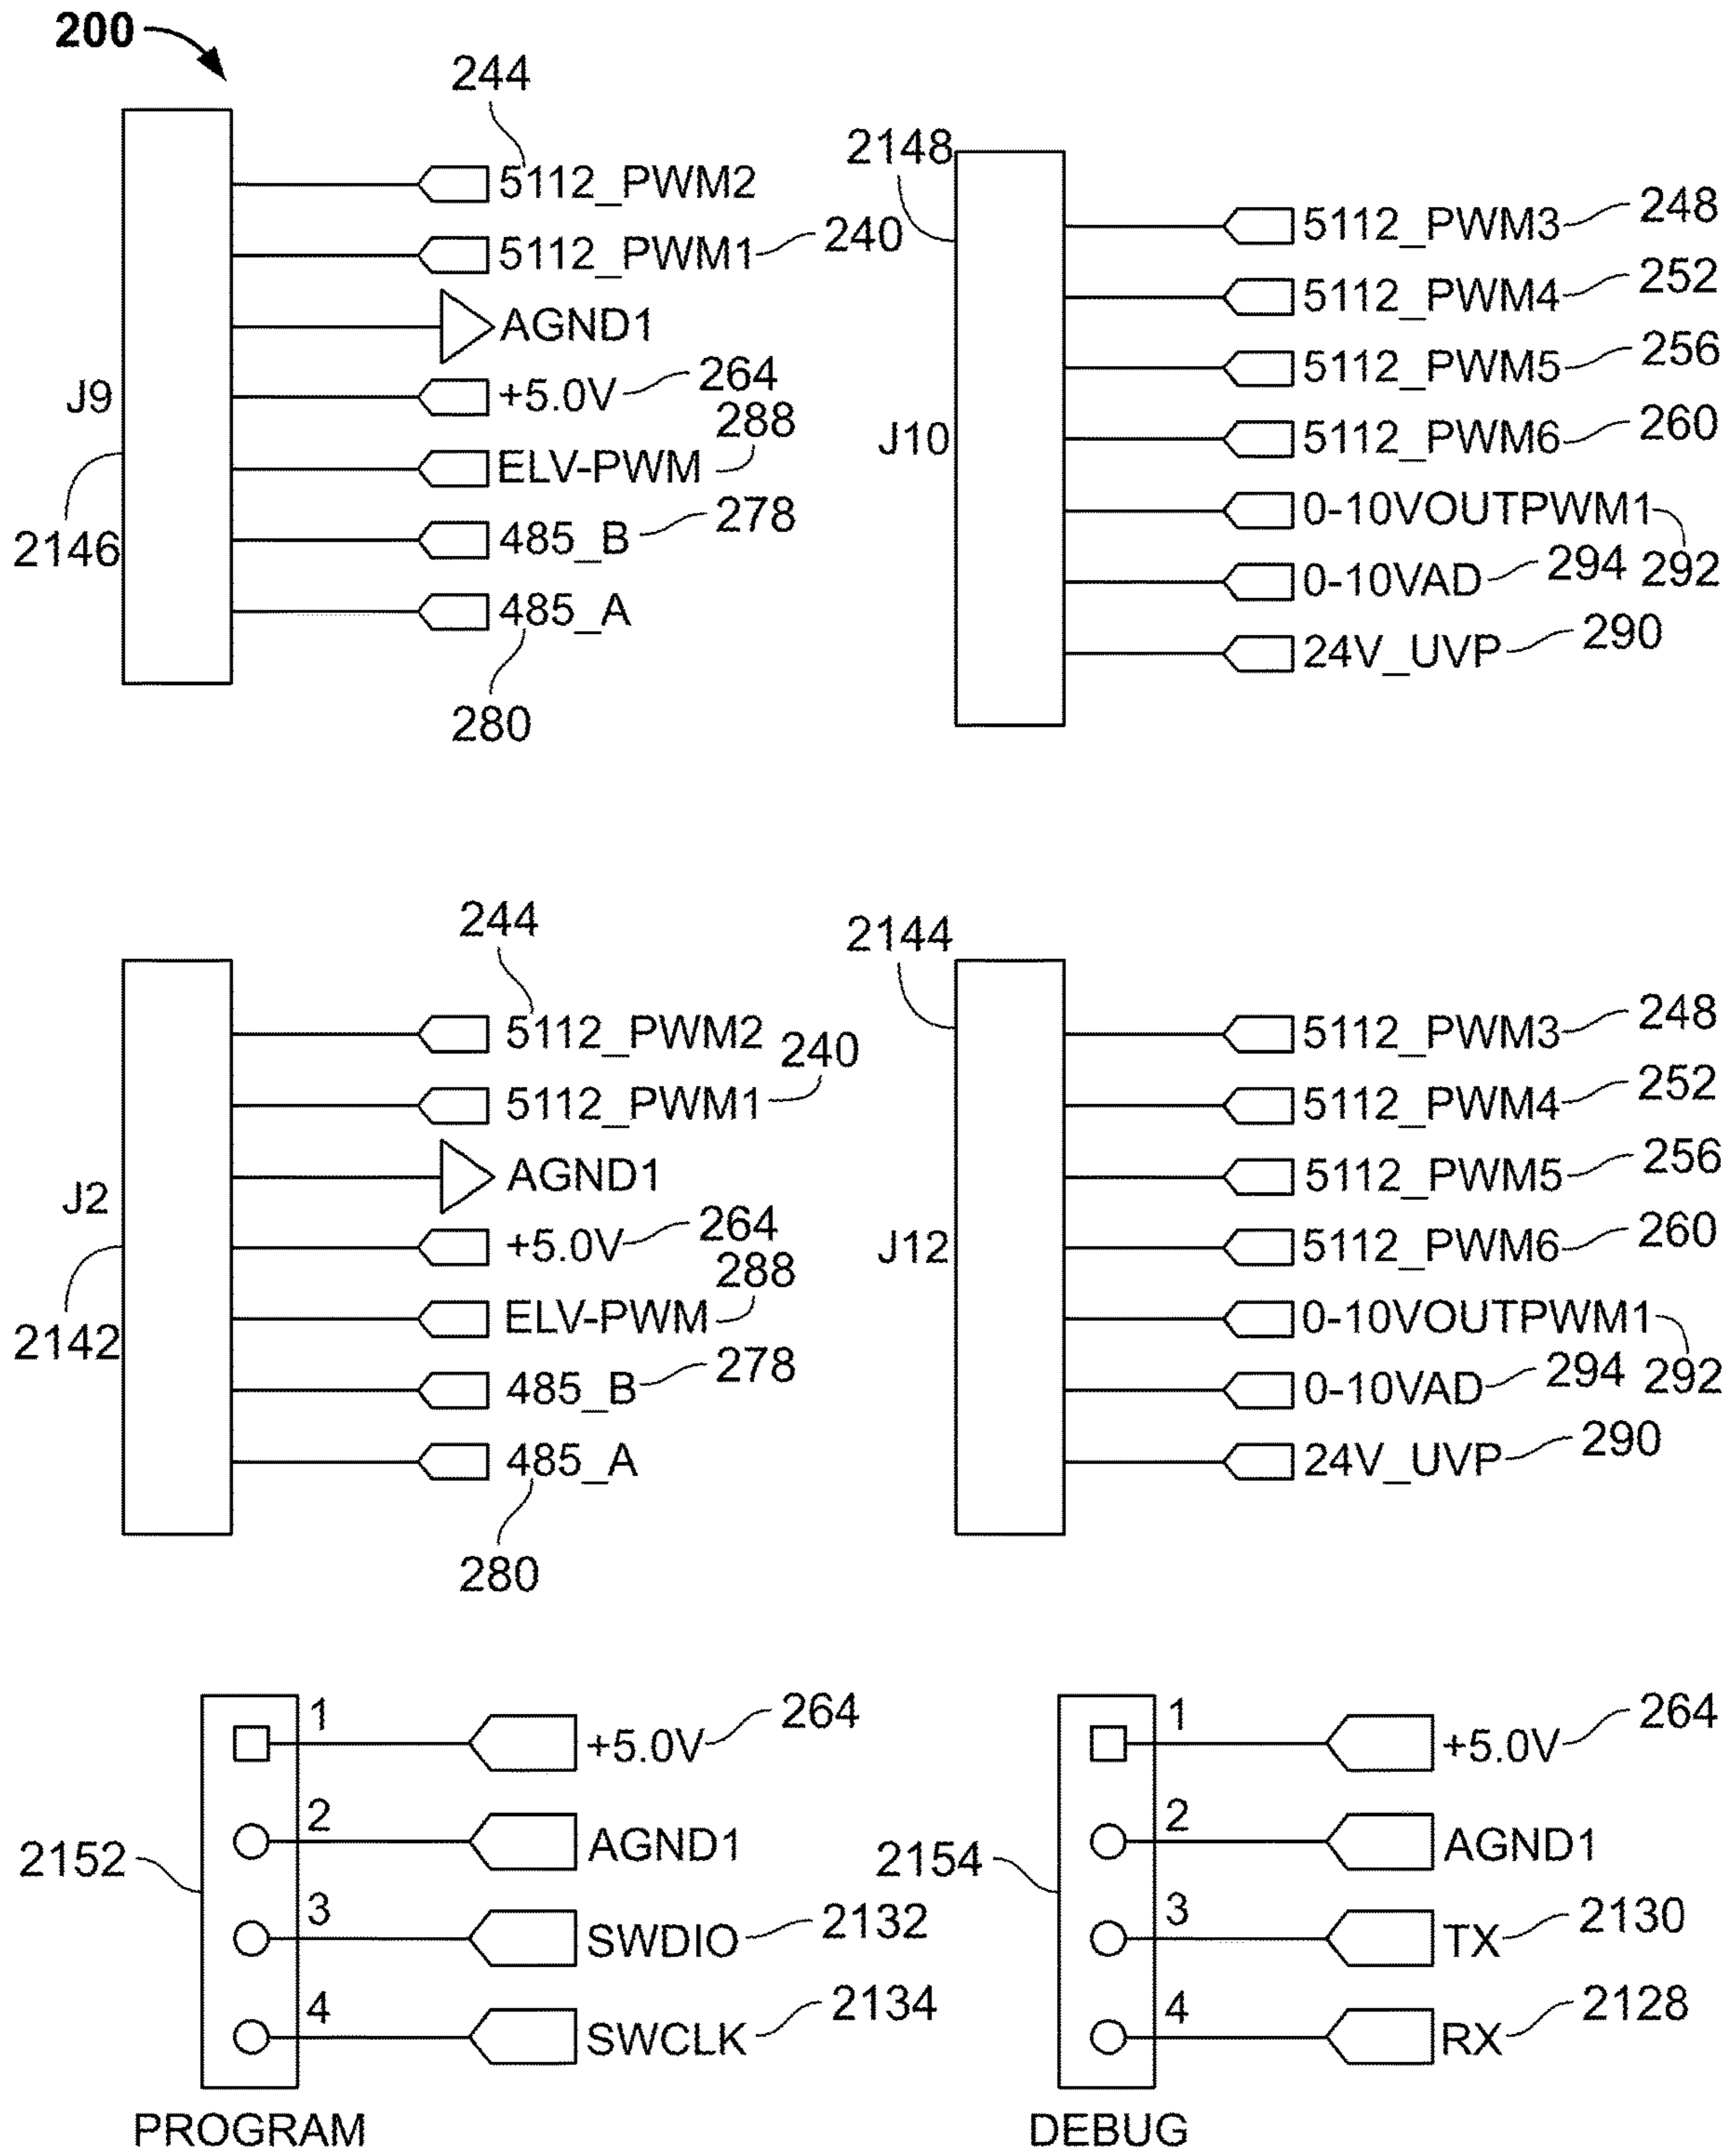 200
244
5112_PWM2
5112_PWM1 240
AGND1
J9
+5.0V 264
288
ELV-PWM
485_B 278
2146
485_A
280
2148
5112_PWM3 248
5112_PWM4 252
5112_PWM5 256
J10
5112_PWM6 260
0-10VOUTPWM1
0-10VAD 294 292
24V_UVP 290
244
5112_PWM2
5112_PWM1 240
AGND1
J2
+5.0V 264
288
ELV-PWM
2142
485_B 278
485_A
280
2144
5112_PWM3 248
5112_PWM4 252
5112_PWM5 256
J12
5112_PWM6 260
0-10VOUTPWM1
0-10VAD 294 292
24V_UVP 290
1 +5.0V 264
2 AGND1
2152
3 SWDIO 2132
4 SWCLK 2134
PROGRAM
1 +5.0V 264
2 AGND1
2154
3 TX 2130
4 RX 2128
DEBUG